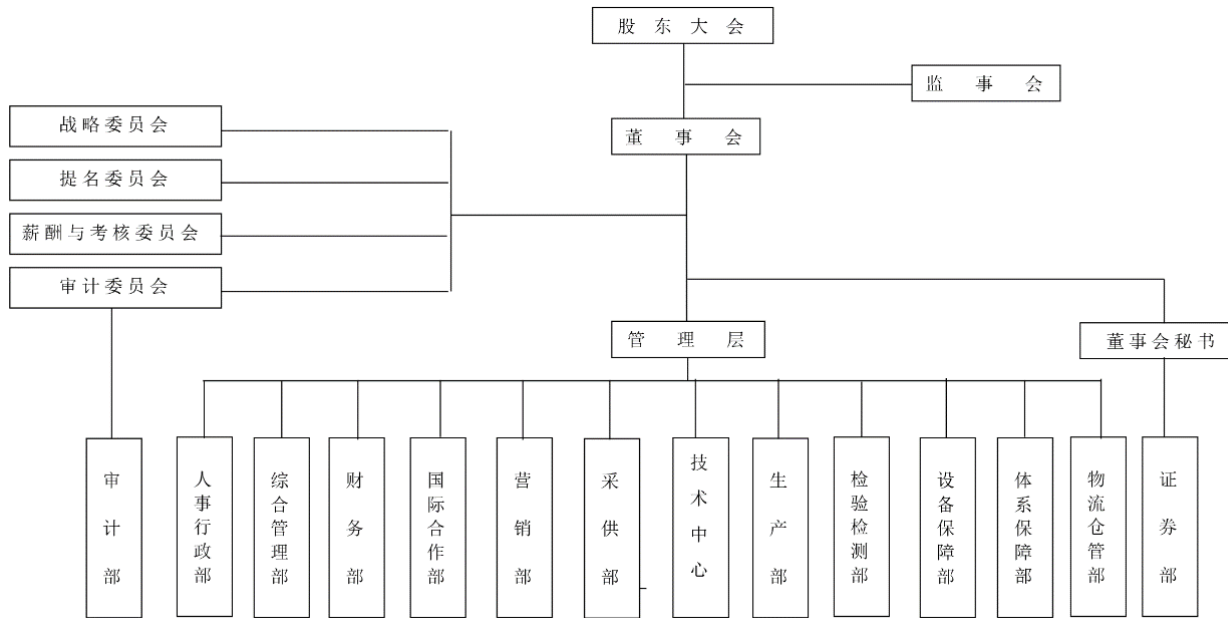 股东大会
监事会
战略委员会
董事会
提名委员会
薪酬与考核委员会
审计委员会
管理层
董事会秘书
审计部
人事行政部
综合管理部
财务部
国际合作部
营销部
采供部
技术中心
生产部
检验检测部
设备保障部
体系保障部
物流仓管部
证券部